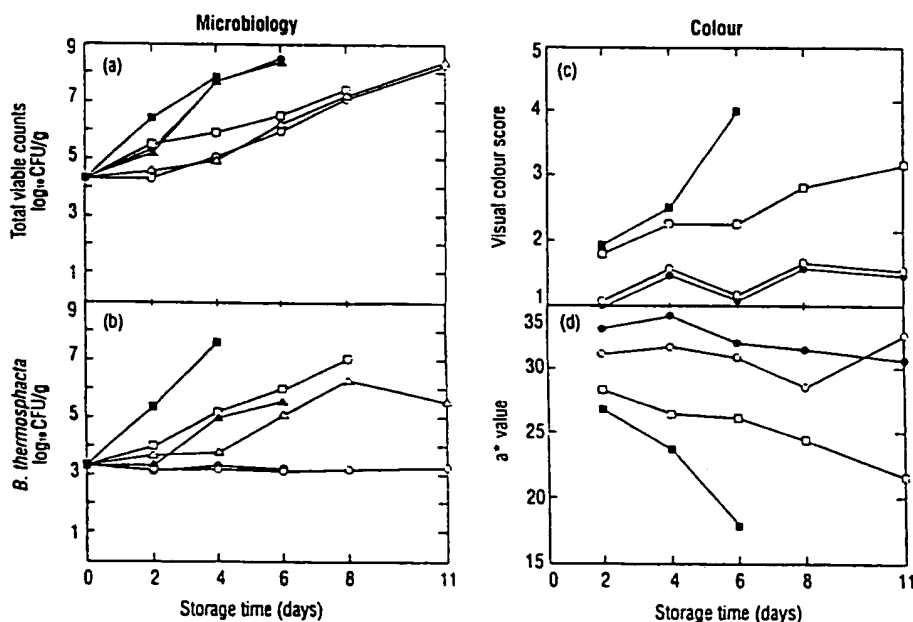 Microbiology
Colour
(a)
Total viable counts
log₁₀CFU/g
9
7
5
3
1
(b)
B. thermosphacta
log₁₀CFU/g
9
7
5
3
1
0 2 4 6 8 11
Storage time (days)
(c)
Visual colour score
5
4
3
2
1
(d)
a* value
35
30
25
20
15
0 2 4 6 8 11
Storage time (days)